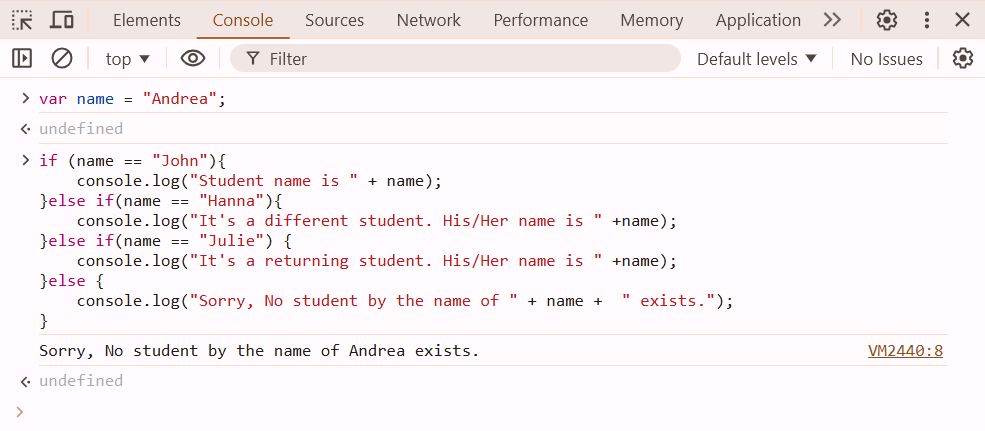 Elements Console Sources Network Performance Memory Application
top Filter Default levels No Issues
var name = "Andrea";
undefined
if (name == "John"){
    console.log("Student name is " + name);
}else if(name == "Hanna"){
    console.log("It's a different student. His/Her name is " +name);
}else if(name == "Julie") {
    console.log("It's a returning student. His/Her name is " +name);
}else {
    console.log("Sorry, No student by the name of " + name +  " exists.");
}
Sorry, No student by the name of Andrea exists. VM2440:8
undefined